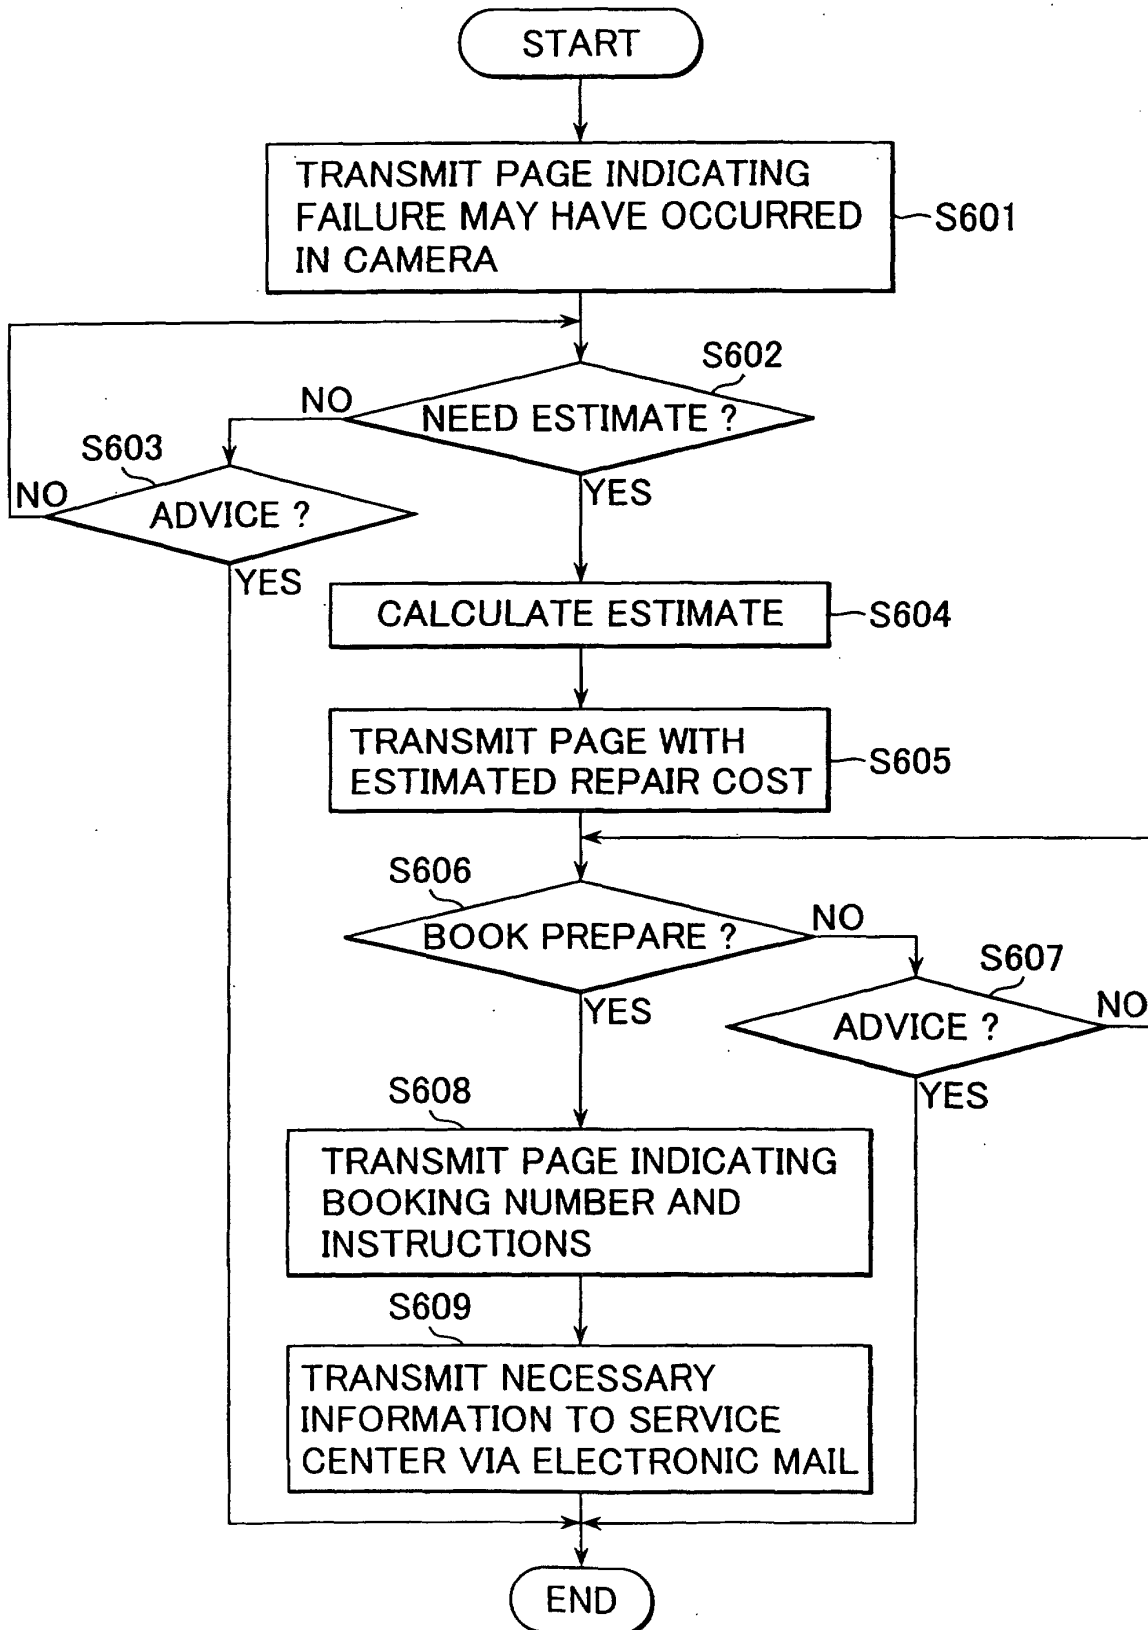 START
TRANSMIT PAGE INDICATING
FAILURE MAY HAVE OCCURRED
IN CAMERA
S601
S602
NEED ESTIMATE ?
NO
YES
S603
ADVICE ?
NO
YES
CALCULATE ESTIMATE
S604
TRANSMIT PAGE WITH
ESTIMATED REPAIR COST
S605
S606
BOOK PREPARE ?
NO
YES
S607
ADVICE ?
NO
YES
S608
TRANSMIT PAGE INDICATING
BOOKING NUMBER AND
INSTRUCTIONS
S609
TRANSMIT NECESSARY
INFORMATION TO SERVICE
CENTER VIA ELECTRONIC MAIL
END